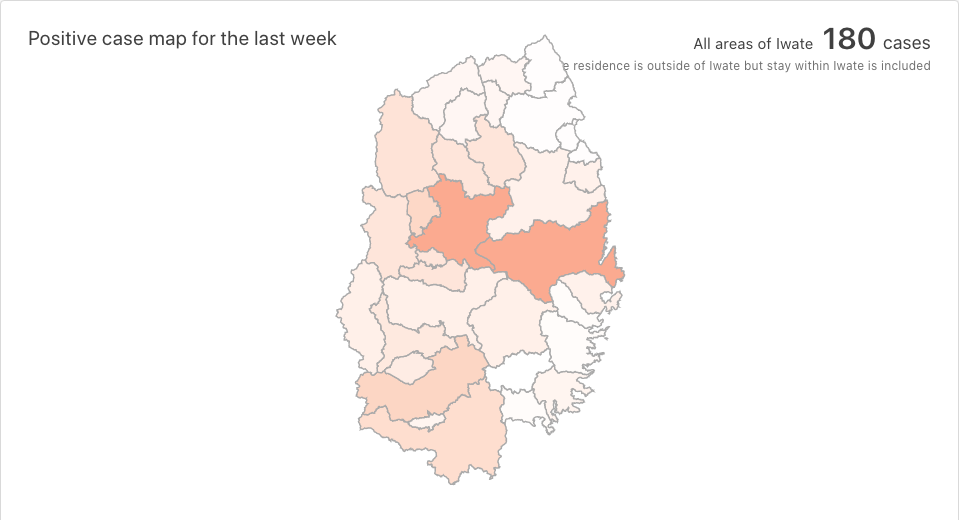 Positive case map for the last week
All areas of Iwate 180 cases
residence is outside of Iwate but stay within Iwate is included